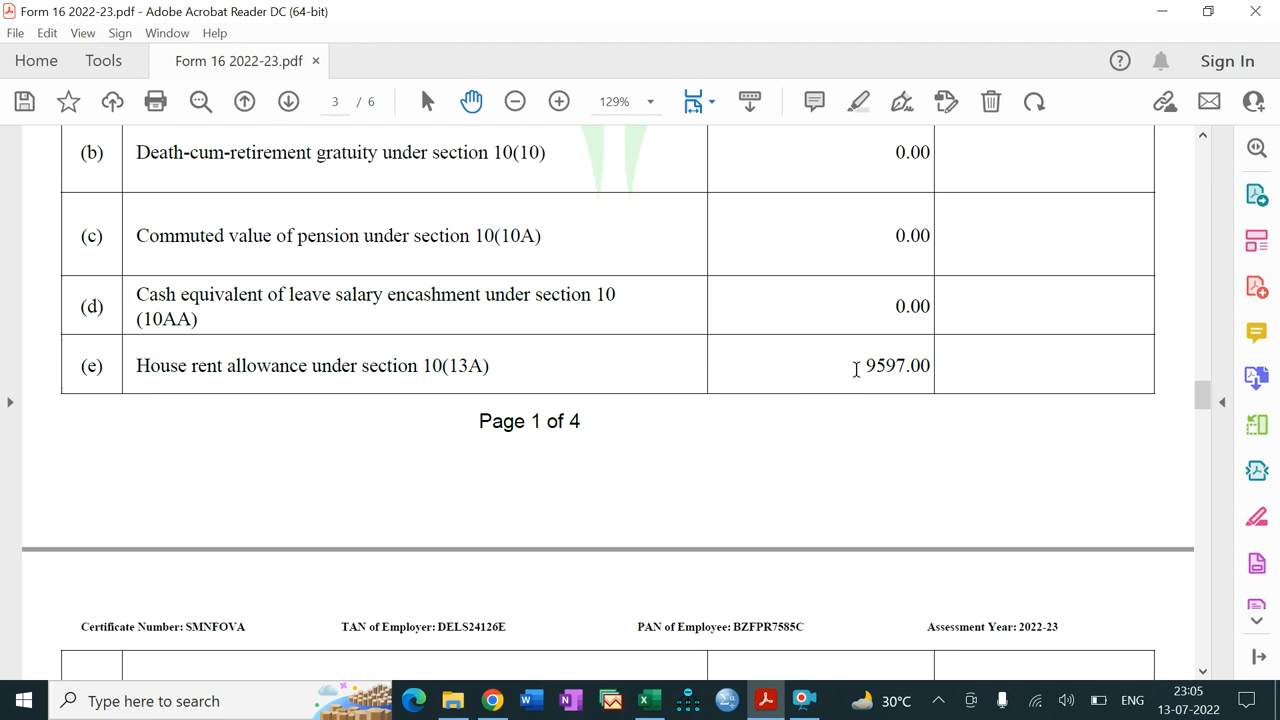 Form 16 2022-23.pdf - Adobe Acrobat Reader DC (64-bit)
File Edit View Sign Window Help
Home Tools Form 16 2022-23.pdf × Sign In
3 / 6 129%
(b) Death-cum-retirement gratuity under section 10(10) 0.00
(c) Commuted value of pension under section 10(10A) 0.00
(d) Cash equivalent of leave salary encashment under section 10
(10AA) 0.00
(e) House rent allowance under section 10(13A) 9597.00
Page 1 of 4
Certificate Number: SMNFOVA TAN of Employer: DELS24126E PAN of Employee: BZFPR7585C Assessment Year: 2022-23
Type here to search 30°C ENG 23:05
13-07-2022